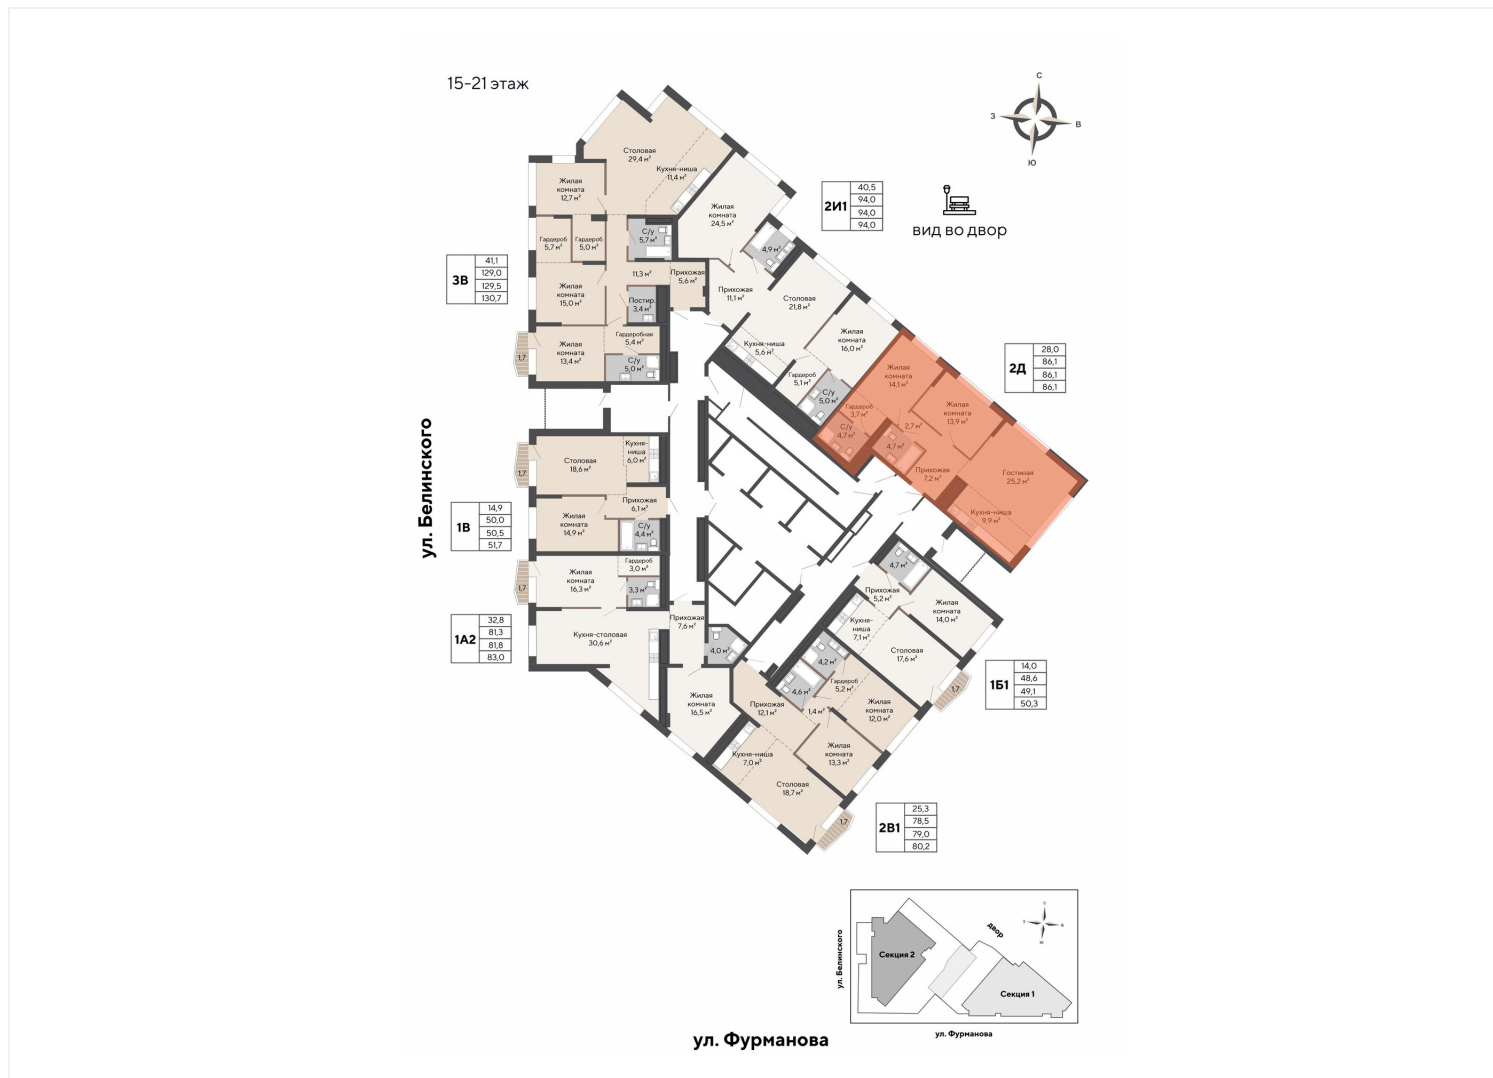 15-21 этаж
С
З
В
Ю
2И1
40,5
94,0
94,0
94,0
вид во двор
Столовая
29,4 м²
Кухня-ниша
11,4 м²
Жилая
комната
12,7 м²
Гардероб
5,7 м²
Гардероб
5,0 м²
С/у
5,7 м²
Жилая
комната
24,5 м²
4,9 м²
3В
41,1
129,0
129,5
130,7
Жилая
комната
15,0 м²
11,3 м²
Прихожая
5,6 м²
Постир.
3,4 м²
Прихожая
11,1 м²
Столовая
21,8 м²
Жилая
комната
13,4 м²
1,7
Гардеробная
5,4 м²
С/у
5,0 м²
Кухня-ниша
5,6 м²
Жилая
комната
16,0 м²
Гардероб
5,1 м²
С/у
5,0 м²
2Д
28,0
86,1
86,1
86,1
Жилая
комната
14,1 м²
Жилая
комната
13,9 м²
Гардероб
3,7 м²
С/у
4,7 м²
2,7 м²
4,7 м²
Прихожая
7,2 м²
Гостиная
25,2 м²
Кухня-ниша
9,9 м²
ул. Белинского
1,7
Столовая
18,6 м²
Кухня-
ниша
6,0 м²
1В
14,9
50,0
50,5
51,7
Прихожая
6,1 м²
Жилая
комната
14,9 м²
С/у
4,4 м²
1,7
Жилая
комната
16,3 м²
Гардероб
3,0 м²
3,3 м²
1А2
32,8
81,3
81,8
83,0
Кухня-столовая
30,6 м²
Прихожая
7,6 м²
4,0 м²
Жилая
комната
16,5 м²
4,7 м²
Прихожая
5,2 м²
Жилая
комната
14,0 м²
Кухня-
ниша
7,1 м²
Столовая
17,6 м²
1,7
1Б1
14,0
48,6
49,1
50,3
4,2 м²
Гардероб
5,2 м²
4,6 м²
1,4 м²
Жилая
комната
12,0 м²
Прихожая
12,1 м²
Жилая
комната
13,3 м²
Кухня-ниша
7,0 м²
Столовая
18,7 м²
1,7
2В1
25,3
78,5
79,0
80,2
С
З
В
Ю
двор
ул. Белинского
Секция 2
Секция 1
ул. Фурманова
ул. Фурманова